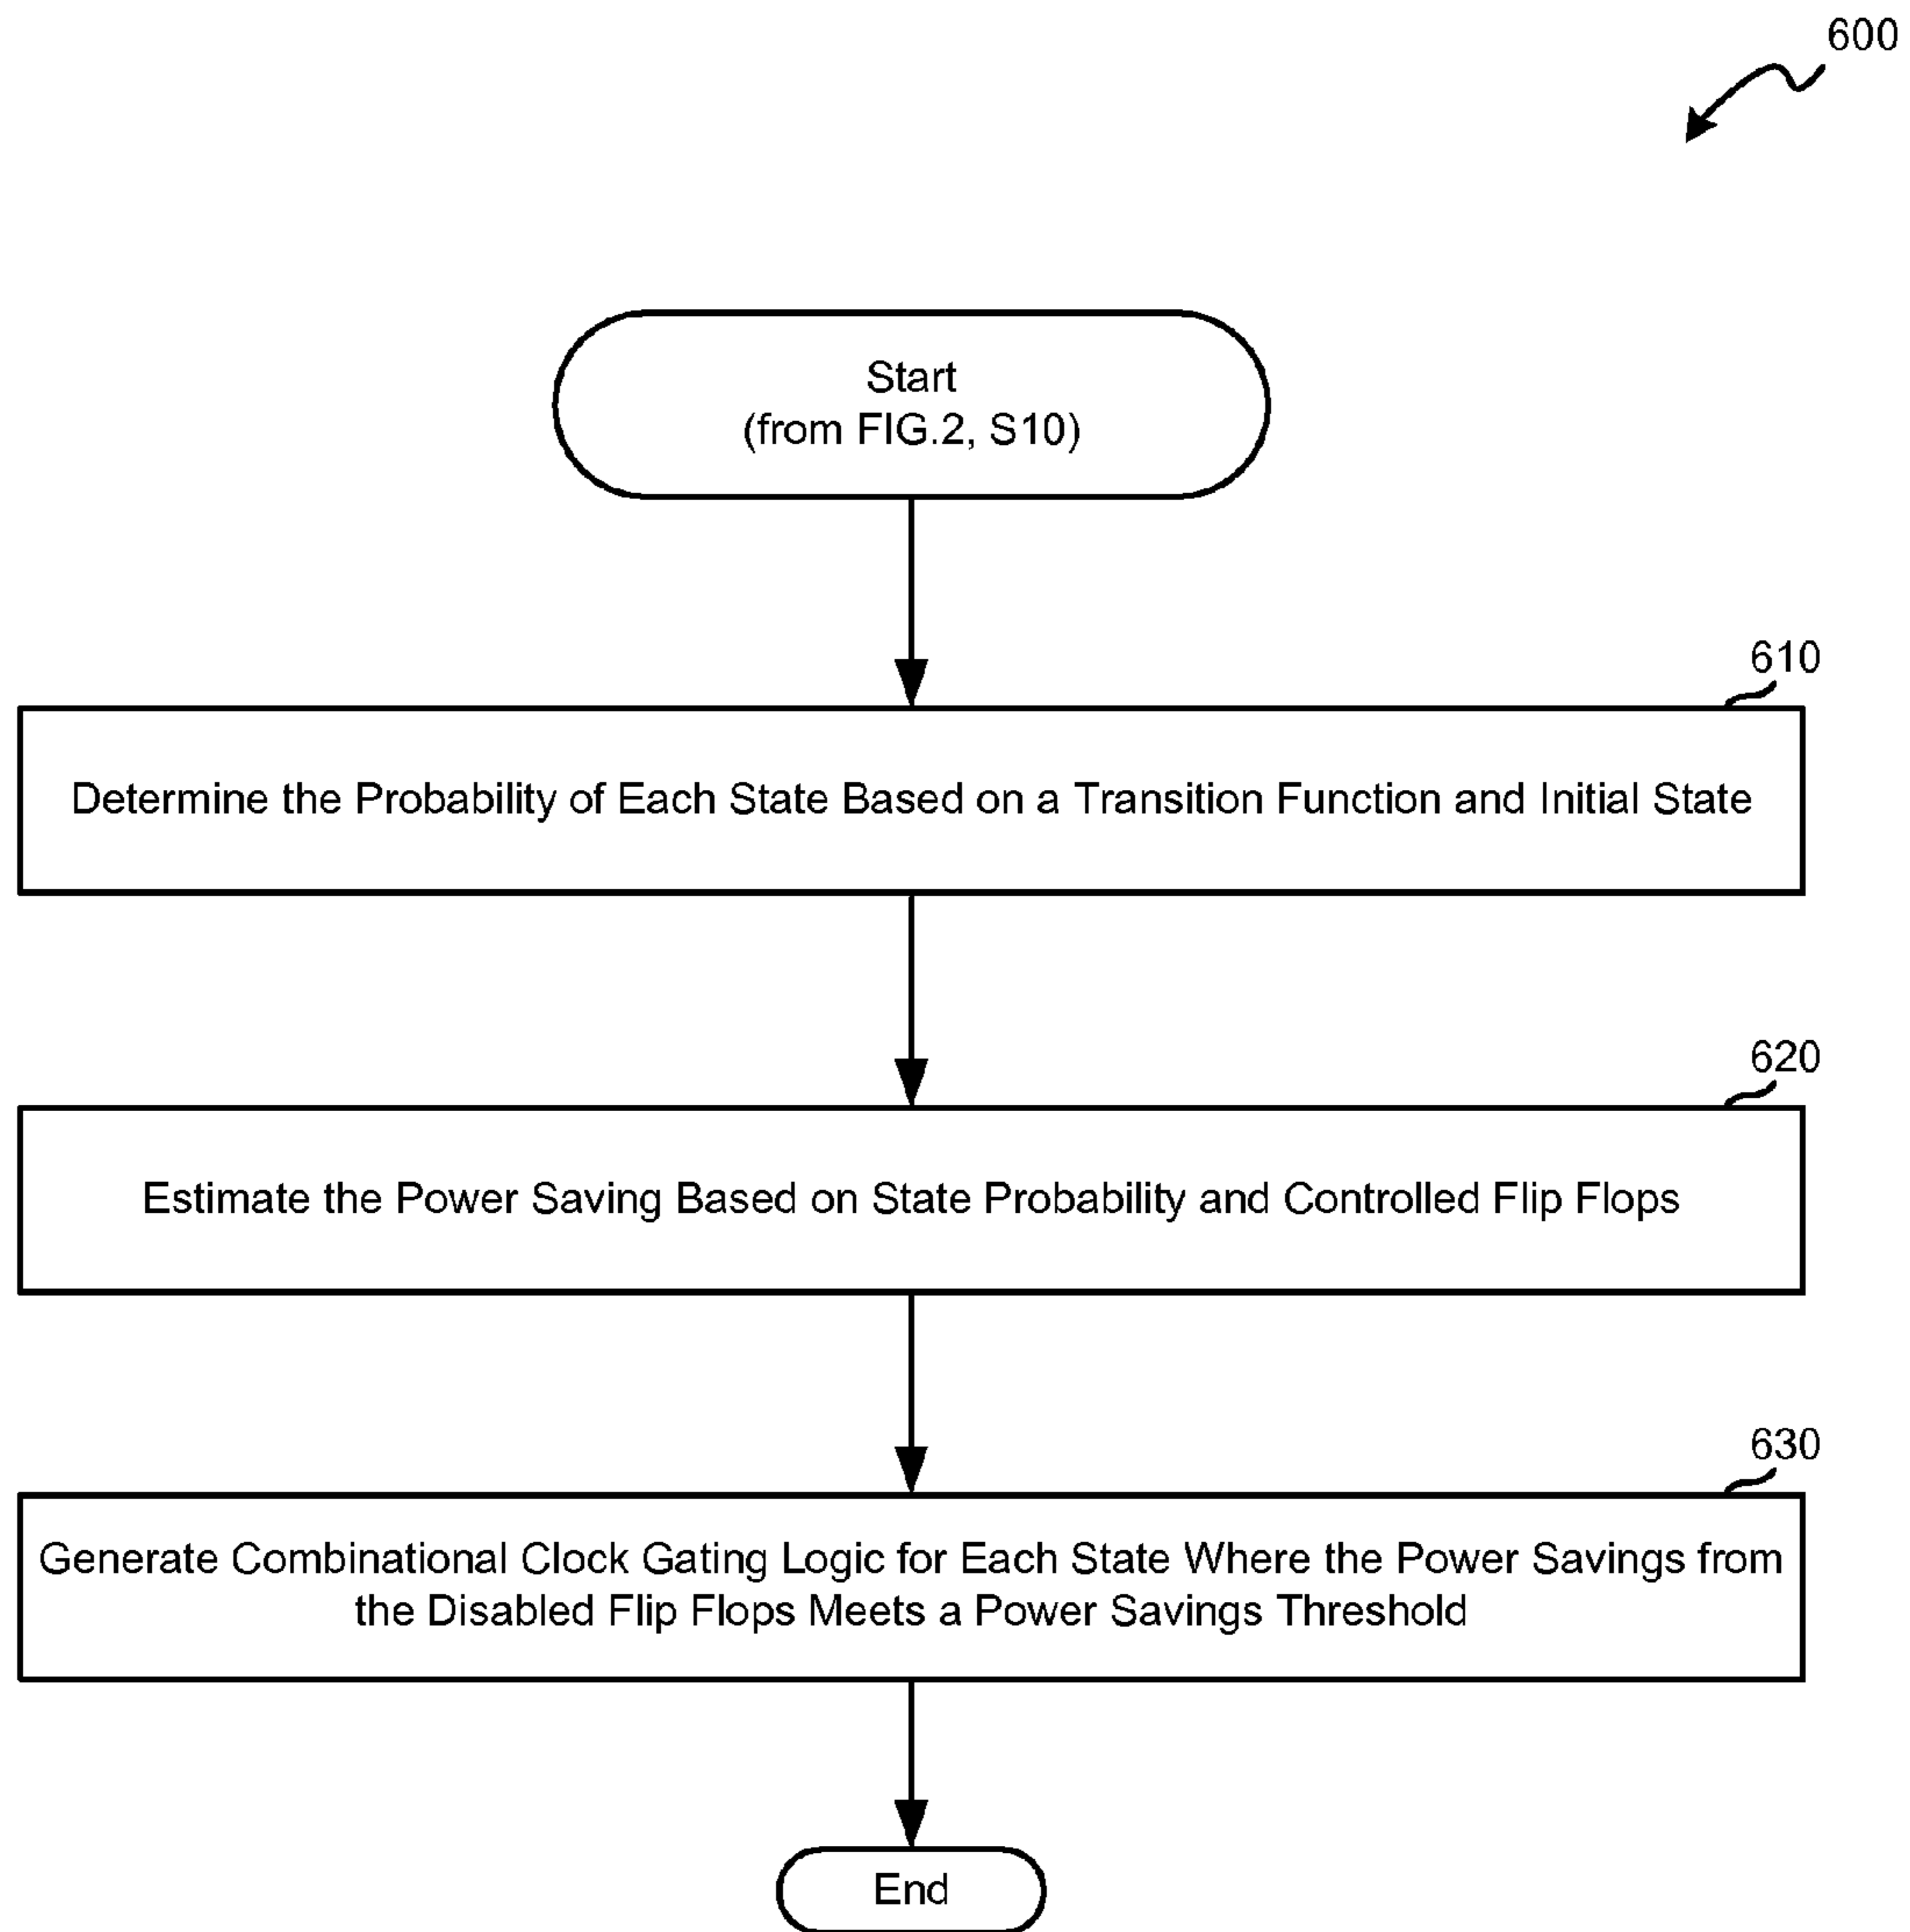 600
Start
(from FIG.2, S10)
610
Determine the Probability of Each State Based on a Transition Function and Initial State
620
Estimate the Power Saving Based on State Probability and Controlled Flip Flops
630
Generate Combinational Clock Gating Logic for Each State Where the Power Savings from
the Disabled Flip Flops Meets a Power Savings Threshold
End